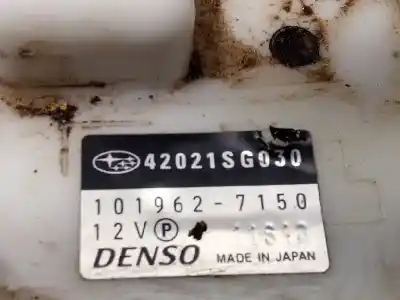 42021SG030
101962-7150
12V P
DENSO MADE IN JAPAN